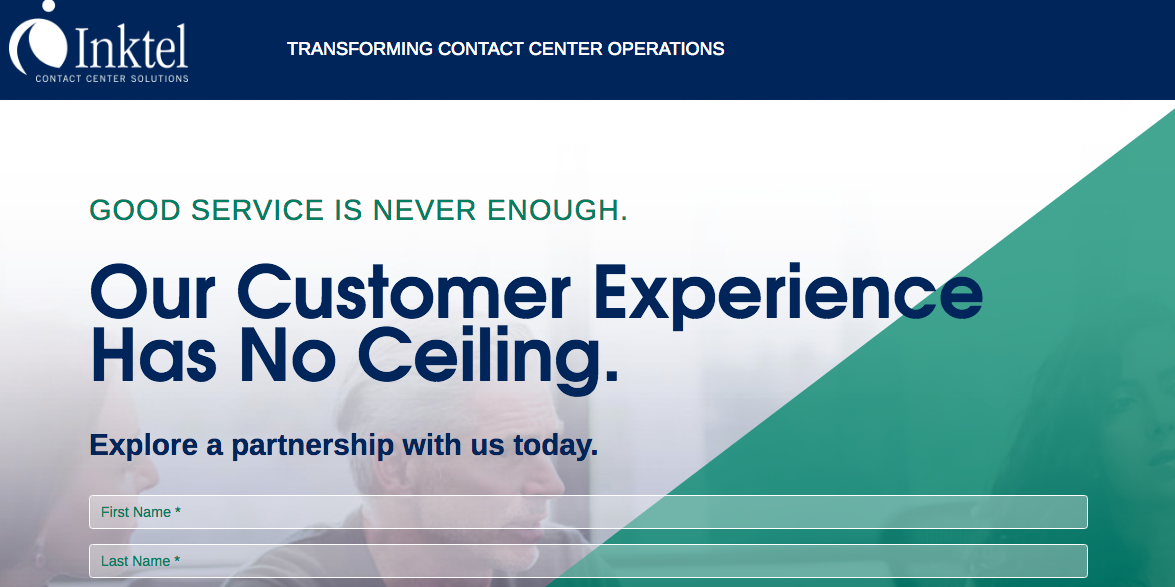 Inktel
CONTACT CENTER SOLUTIONS
TRANSFORMING CONTACT CENTER OPERATIONS
GOOD SERVICE IS NEVER ENOUGH.
Our Customer Experience
Has No Ceiling.
Explore a partnership with us today.
First Name *
Last Name *